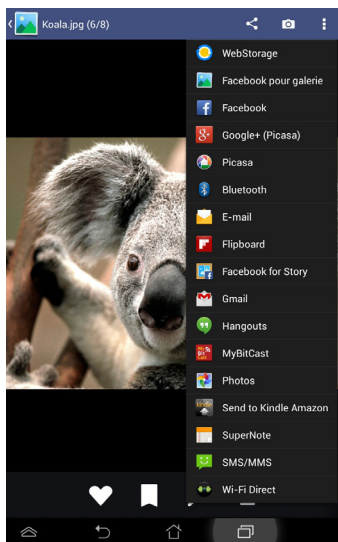 Koala.jpg (6/8)
WebStorage
Facebook pour galerie
Facebook
Google+ (Picasa)
Picasa
Bluetooth
E-mail
Flipboard
Facebook for Story
Gmail
Hangouts
MyBitCast
Photos
Send to Kindle Amazon
SuperNote
SMS/MMS
Wi-Fi Direct